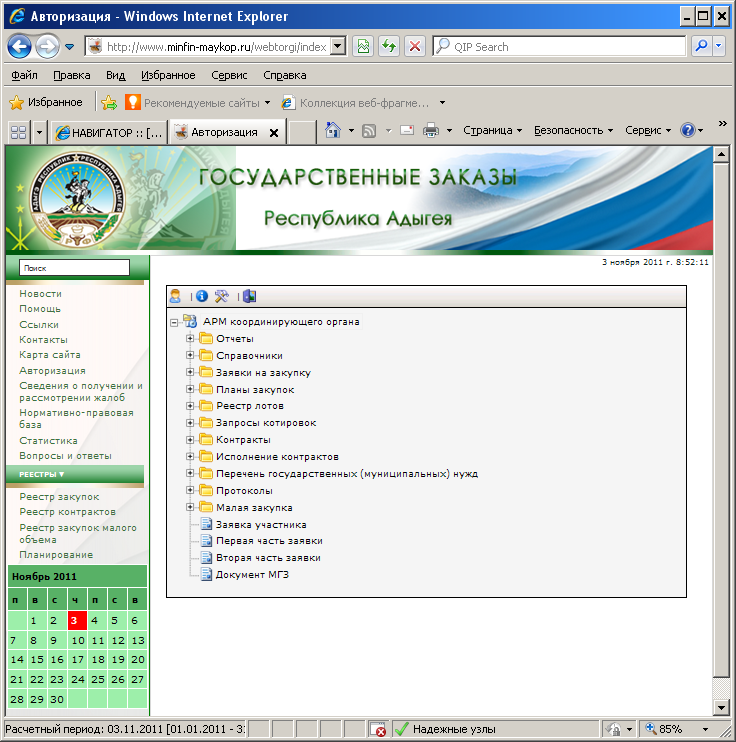 Авторизация - Windows Internet Explorer
http://www.minfin-maykop.ru/webtorgi/index
QIP Search
Файл Правка Вид Избранное Сервис Справка
Избранное Рекомендуемые сайты Коллекция веб-фрагме...
НАВИГАТОР :: [... Авторизация Страница Безопасность Сервис
ГОСУДАРСТВЕННЫЕ ЗАКАЗЫ
Республика Адыгея
3 ноября 2011 г. 8:52:11
Поиск
Новости
Помощь
Ссылки
Контакты
Карта сайта
Авторизация
Сведения о получении и
рассмотрении жалоб
Нормативно-правовая
база
Статистика
Вопросы и ответы
РЕЕСТРЫ ▼
Реестр закупок
Реестр контрактов
Реестр закупок малого
объема
Планирование
Ноябрь 2011
п в с ч п с в
1 2 3 4 5 6
7 8 9 10 11 12 13
14 15 16 17 18 19 20
21 22 23 24 25 26 27
28 29 30
АРМ координирующего органа
Отчеты
Справочники
Заявки на закупку
Планы закупок
Реестр лотов
Запросы котировок
Контракты
Исполнение контрактов
Перечень государственных (муниципальных) нужд
Протоколы
Малая закупка
Заявка участника
Первая часть заявки
Вторая часть заявки
Документ МГЗ
Расчетный период: 03.11.2011 [01.01.2011 - 3 Надежные узлы 85%